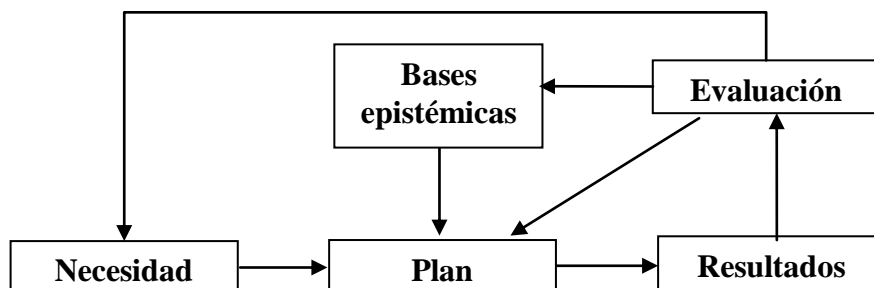 Bases
epistémicas
Evaluación
Necesidad
Plan
Resultados